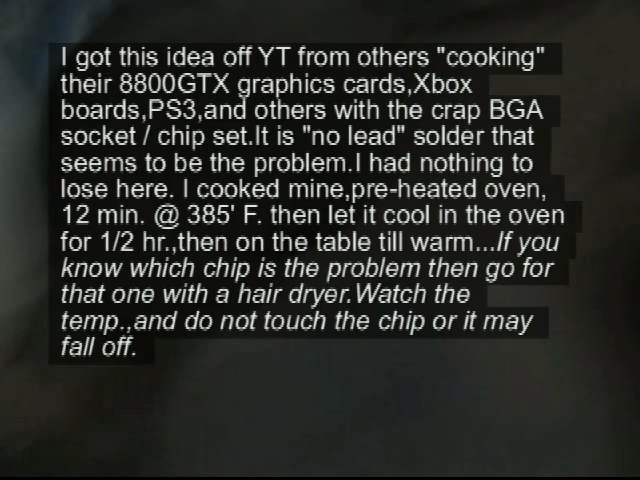 I got this idea off YT from others "cooking"
their 8800GTX graphics cards,Xbox
boards,PS3,and others with the crap BGA
socket / chip set.It is "no lead" solder that
seems to be the problem.I had nothing to
lose here. I cooked mine,pre-heated oven,
12 min. @ 385' F. then let it cool in the oven
for 1/2 hr.,then on the table till warm...If you
know which chip is the problem then go for
that one with a hair dryer.Watch the
temp.,and do not touch the chip or it may
fall off.